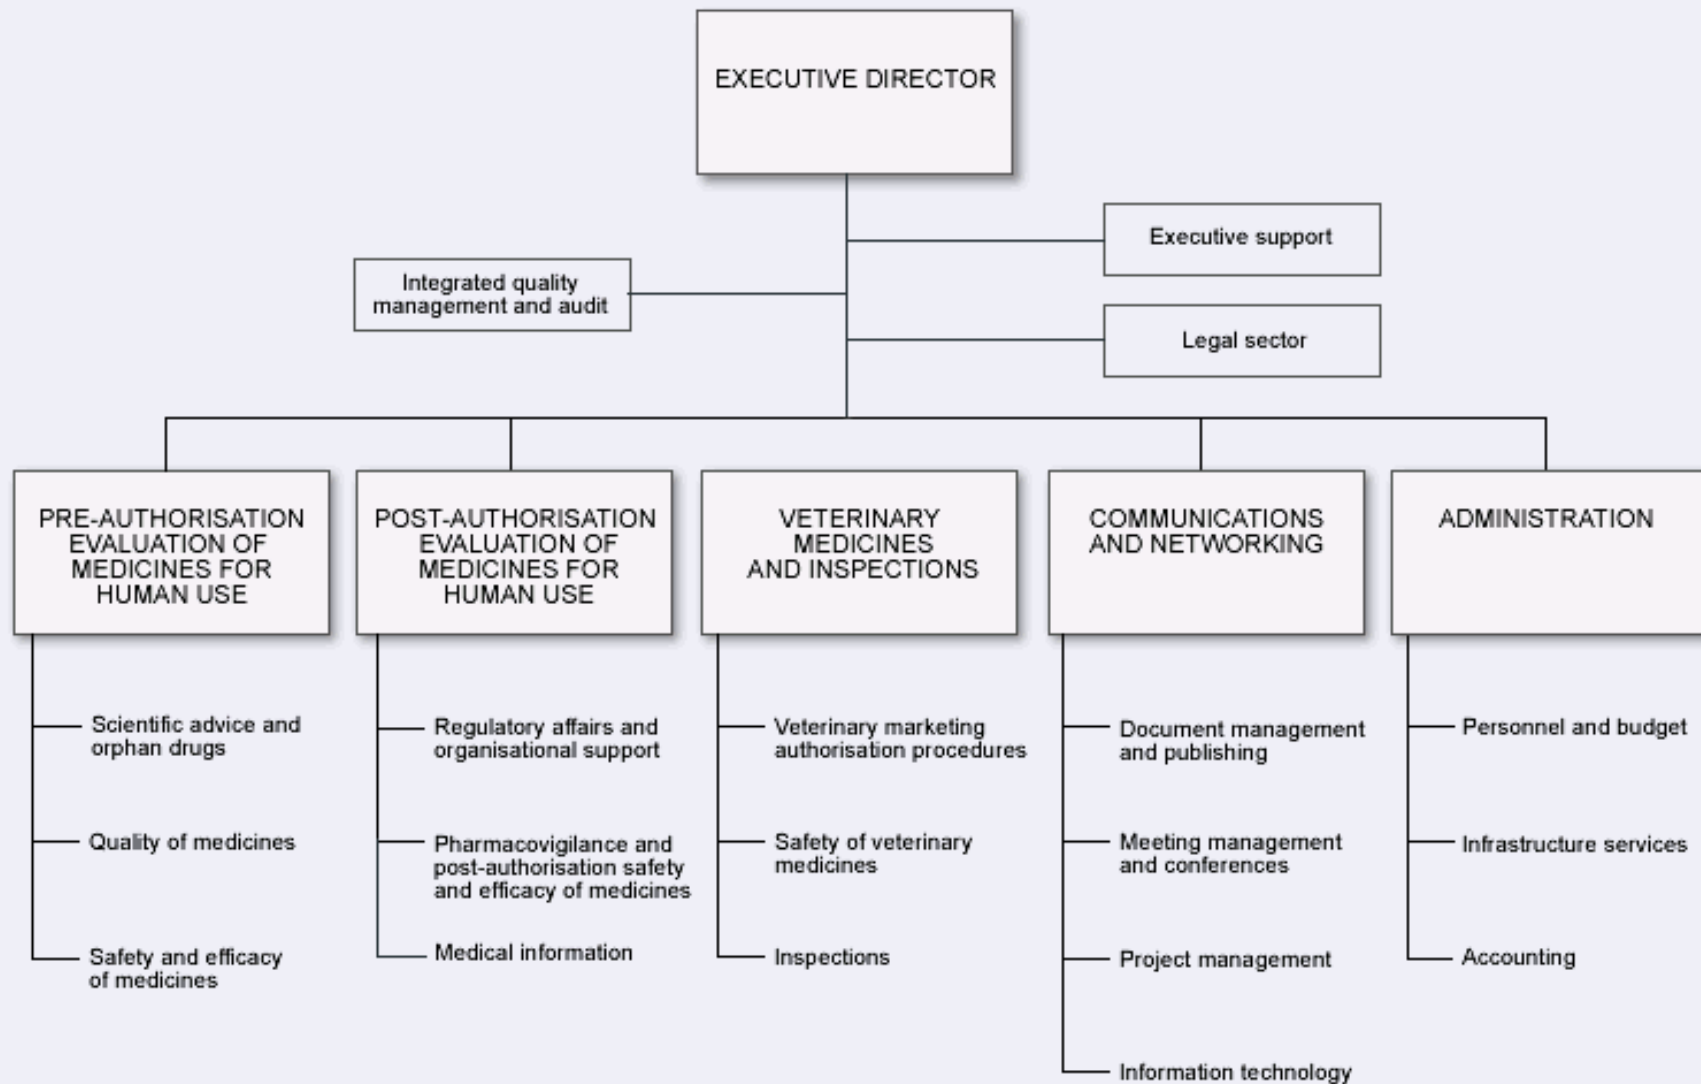 EXECUTIVE DIRECTOR
Executive support
Integrated quality
management and audit
Legal sector
PRE-AUTHORISATION
EVALUATION OF
MEDICINES FOR
HUMAN USE
Scientific advice and
orphan drugs
Quality of medicines
Safety and efficacy
of medicines
POST-AUTHORISATION
EVALUATION OF
MEDICINES FOR
HUMAN USE
Regulatory affairs and
organisational support
Pharmacovigilance and
post-authorisation safety
and efficacy of medicines
Medical information
VETERINARY
MEDICINES
AND INSPECTIONS
Veterinary marketing
authorisation procedures
Safety of veterinary
medicines
Inspections
COMMUNICATIONS
AND NETWORKING
Document management
and publishing
Meeting management
and conferences
Project management
Information technology
ADMINISTRATION
Personnel and budget
Infrastructure services
Accounting